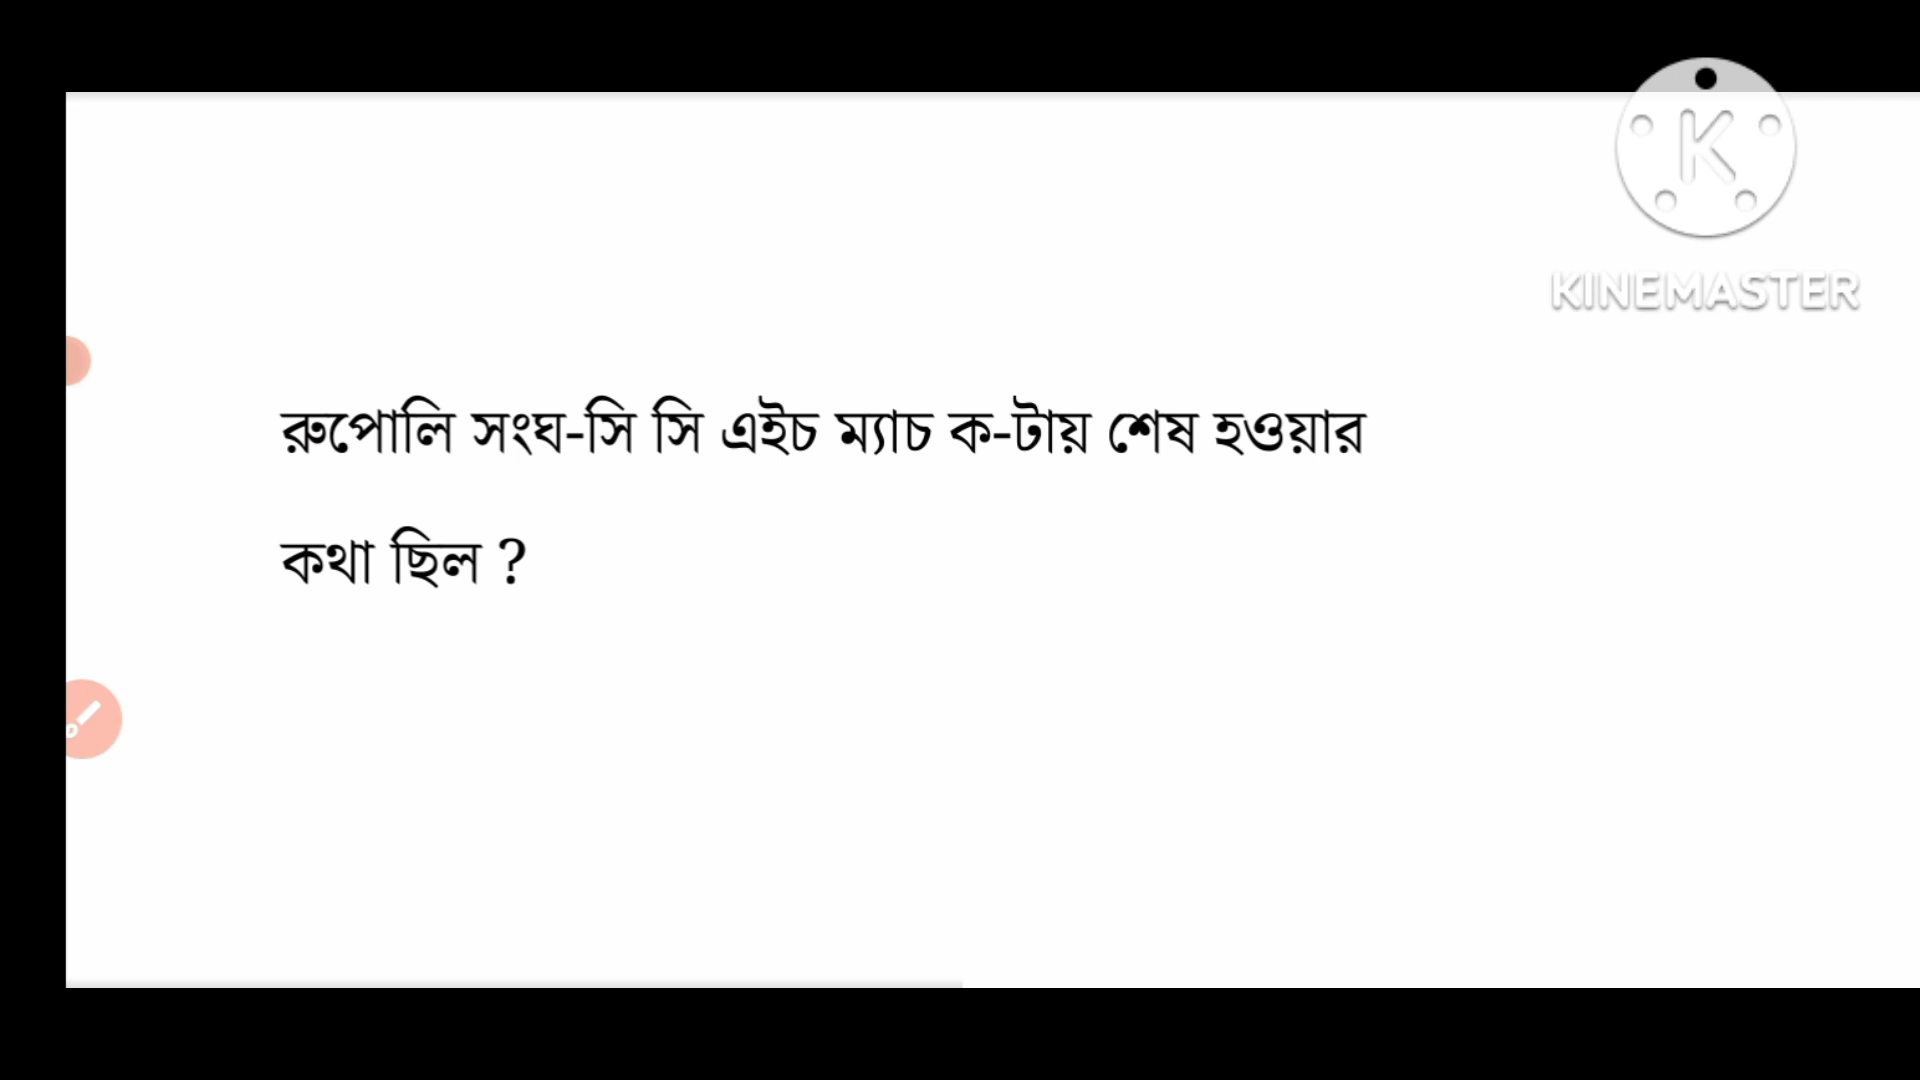 KINEMASTER
রুপোলি সংঘ-সি সি এইচ ম্যাচ ক-টায় শেষ হওয়ার
কথা ছিল ?